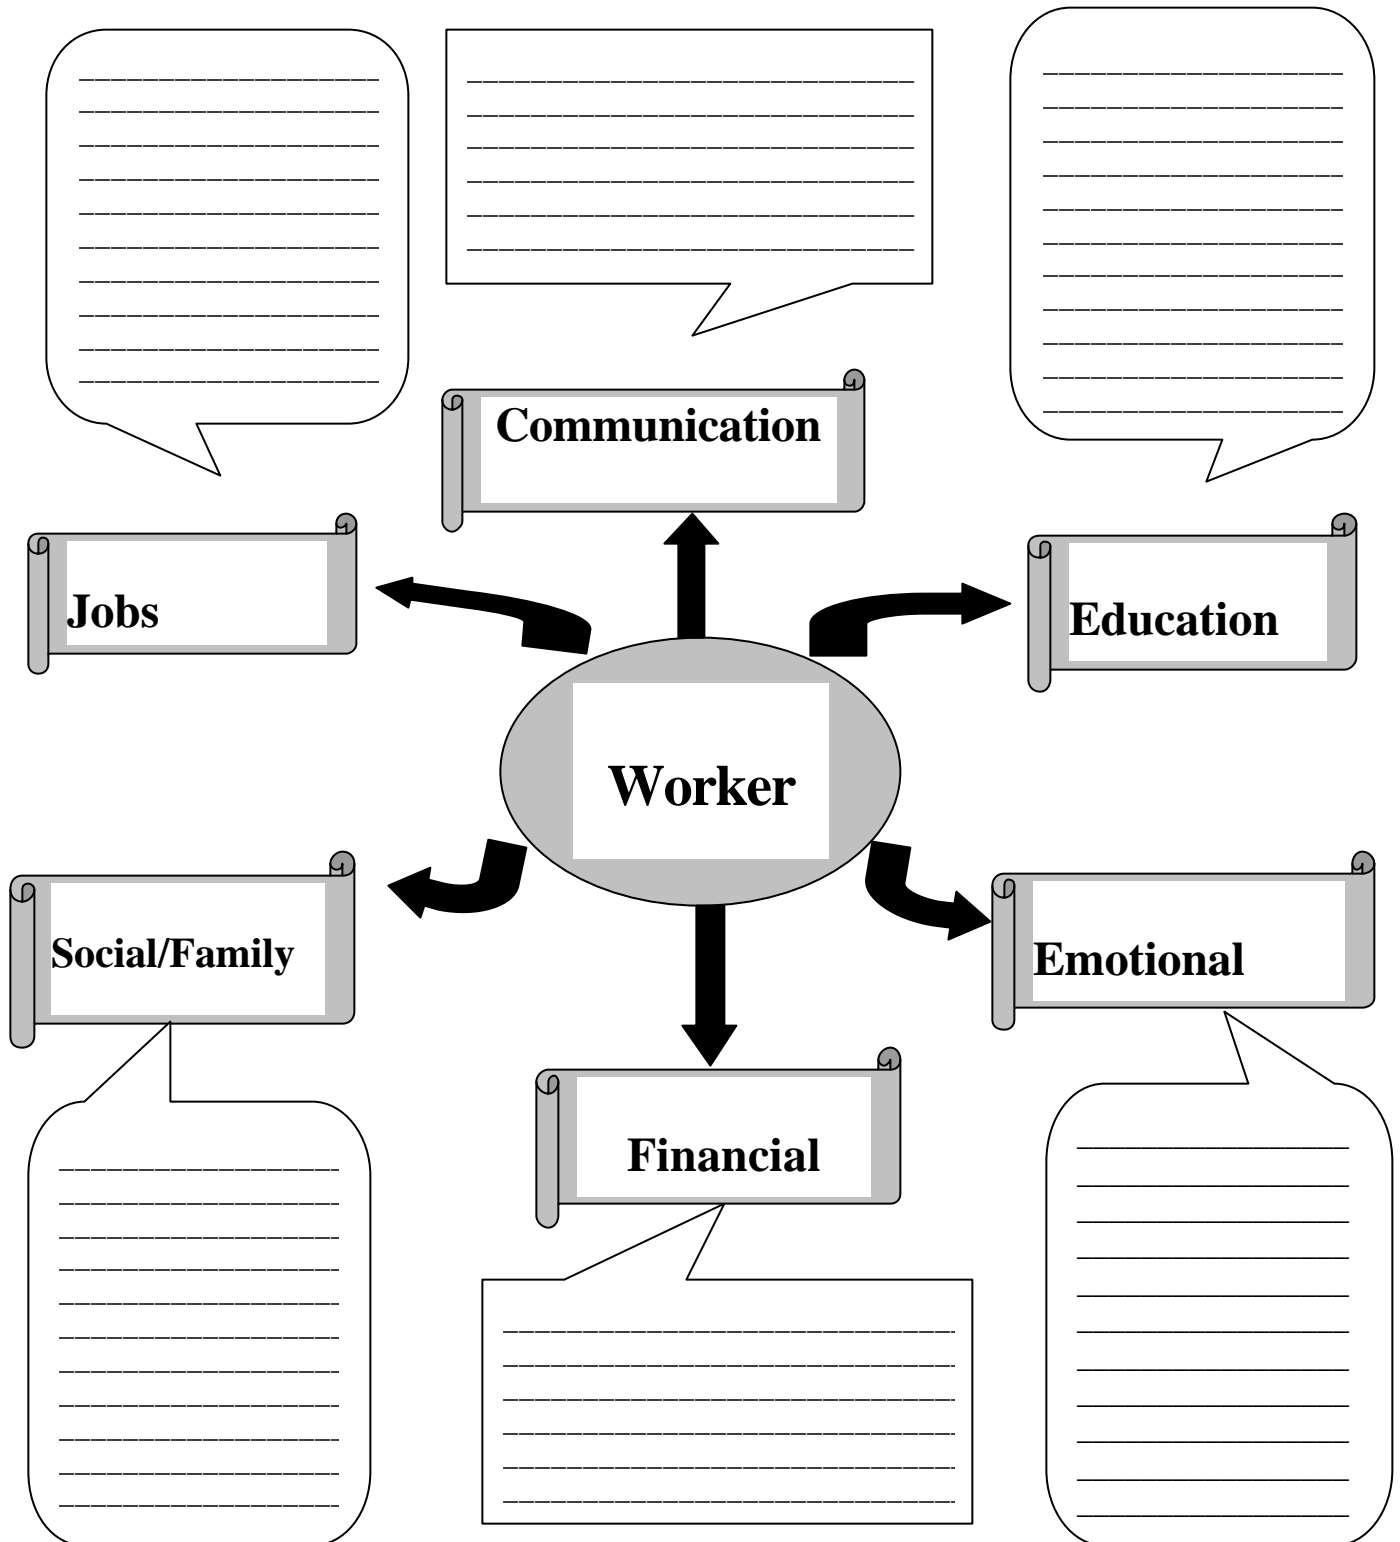 Communication
Jobs
Education
Worker
Social/Family
Emotional
Financial